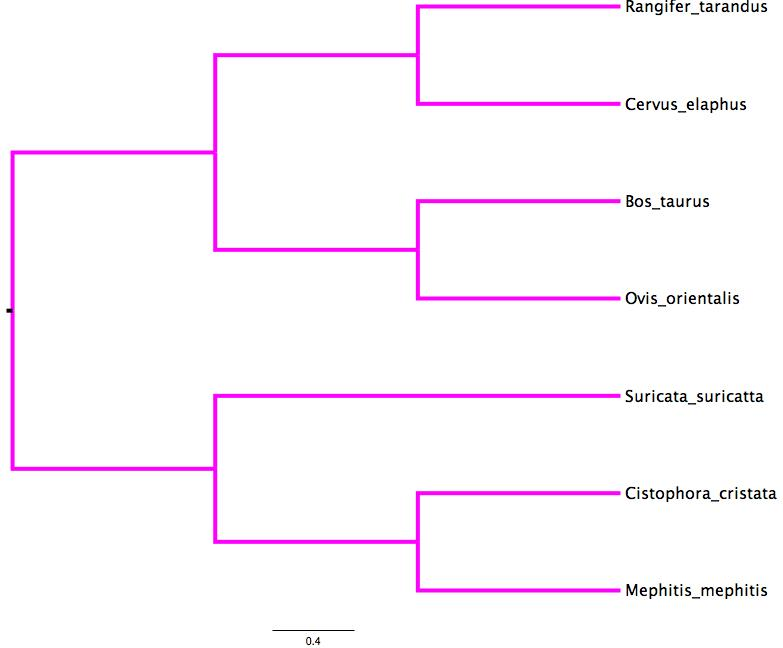 Rangifer_tarandus
Cervus_elaphus
Bos_taurus
Ovis_orientalis
Suricata_suricatta
Cistophora_cristata
Mephitis_mephitis
0.4